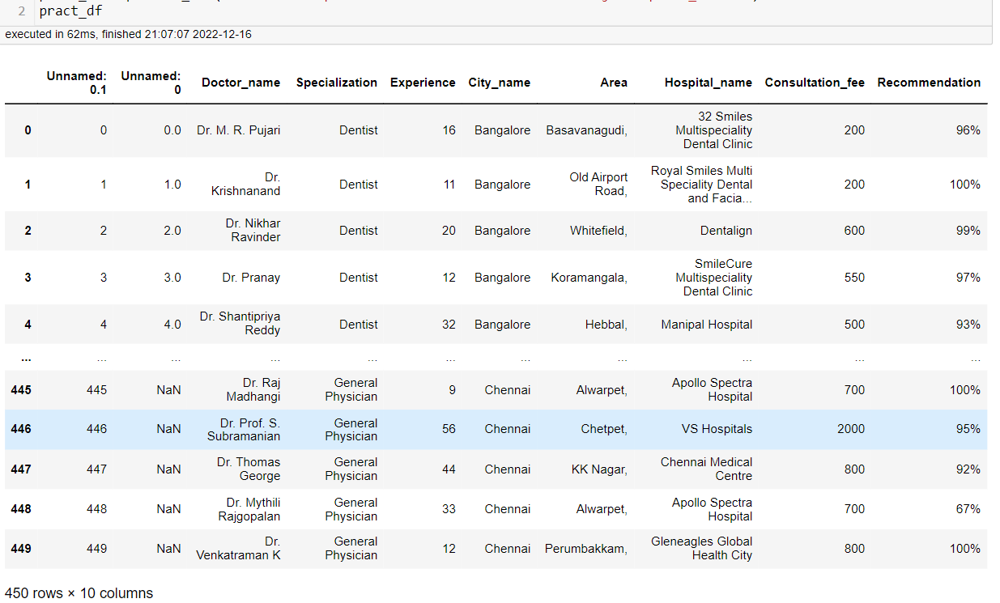 2 pract_df
executed in 62ms, finished 21:07:07 2022-12-16
Unnamed: 0.1 Unnamed: 0 Doctor_name Specialization Experience City_name Area Hospital_name Consultation_fee Recommendation
0 0 0.0 Dr. M. R. Pujari Dentist 16 Bangalore Basavanagudi, 32 Smiles Multispeciality Dental Clinic 200 96%
1 1 1.0 Dr. Krishnanand Dentist 11 Bangalore Old Airport Road, Royal Smiles Multi Speciality Dental and Facia... 200 100%
2 2 2.0 Dr. Nikhar Ravinder Dentist 20 Bangalore Whitefield, Dentalign 600 99%
3 3 3.0 Dr. Pranay Dentist 12 Bangalore Koramangala, SmileCure Multispeciality Dental Clinic 550 97%
4 4 4.0 Dr. Shantipriya Reddy Dentist 32 Bangalore Hebbal, Manipal Hospital 500 93%
... ... ... ... ... ... ... ... ... ... ...
445 445 NaN Dr. Raj Madhangi General Physician 9 Chennai Alwarpet, Apollo Spectra Hospital 700 100%
446 446 NaN Dr. Prof. S. Subramanian General Physician 56 Chennai Chetpet, VS Hospitals 2000 95%
447 447 NaN Dr. Thomas George General Physician 44 Chennai KK Nagar, Chennai Medical Centre 800 92%
448 448 NaN Dr. Mythili Rajgopalan General Physician 33 Chennai Alwarpet, Apollo Spectra Hospital 700 67%
449 449 NaN Dr. Venkatraman K General Physician 12 Chennai Perumbakkam, Gleneagles Global Health City 800 100%
450 rows × 10 columns